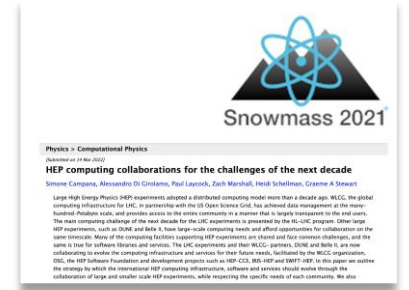 Snowmass 2021
Physics > Computational Physics
[Submitted on 14 Mar 2022]
HEP computing collaborations for the challenges of the next decade
Simone Campana, Alessandro Di Girolamo, Paul Laycock, Zach Marshall, Heidi Schellman, Graeme A Stewart
Large High Energy Physics (HEP) experiments adopted a distributed computing model more than a decade ago. WLCG, the global
computing infrastructure for LHC, in partnership with the US Open Science Grid, has achieved data management at the many-
hundred-Petabyte scale, and provides access to the entire community in a manner that is largely transparent to the end users.
The main computing challenge of the next decade for the LHC experiments is presented by the HL-LHC program. Other large
HEP experiments, such as DUNE and Belle II, have large-scale computing needs and afford opportunities for collaboration on the
same timescale. Many of the computing facilities supporting HEP experiments are shared and face common challenges, and the
same is true for software libraries and services. The LHC experiments and their WLCG- partners, DUNE and Belle II, are now
collaborating to evolve the computing infrastructure and services for their future needs, facilitated by the WLCG organization,
OSG, the HEP Software Foundation and development projects such as HEP-CCE, IRIS-HEP and SWIFT-HEP. In this paper we outline
the strategy by which the international HEP computing infrastructure, software and services should evolve through the
collaboration of large and smaller scale HEP experiments, while respecting the specific needs of each community. We also